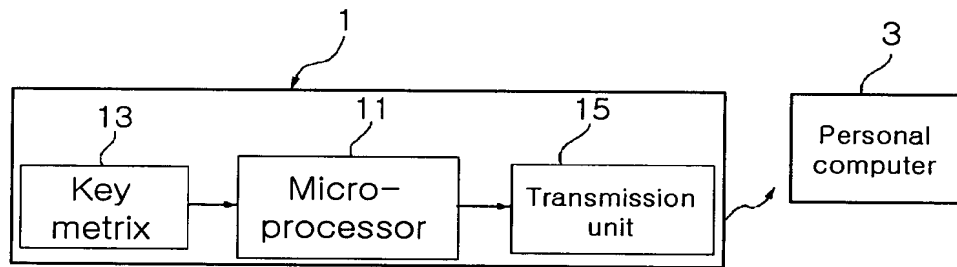 1
3
13
11
15
Key
metrix
Micro-
processor
Transmission
unit
Personal
computer